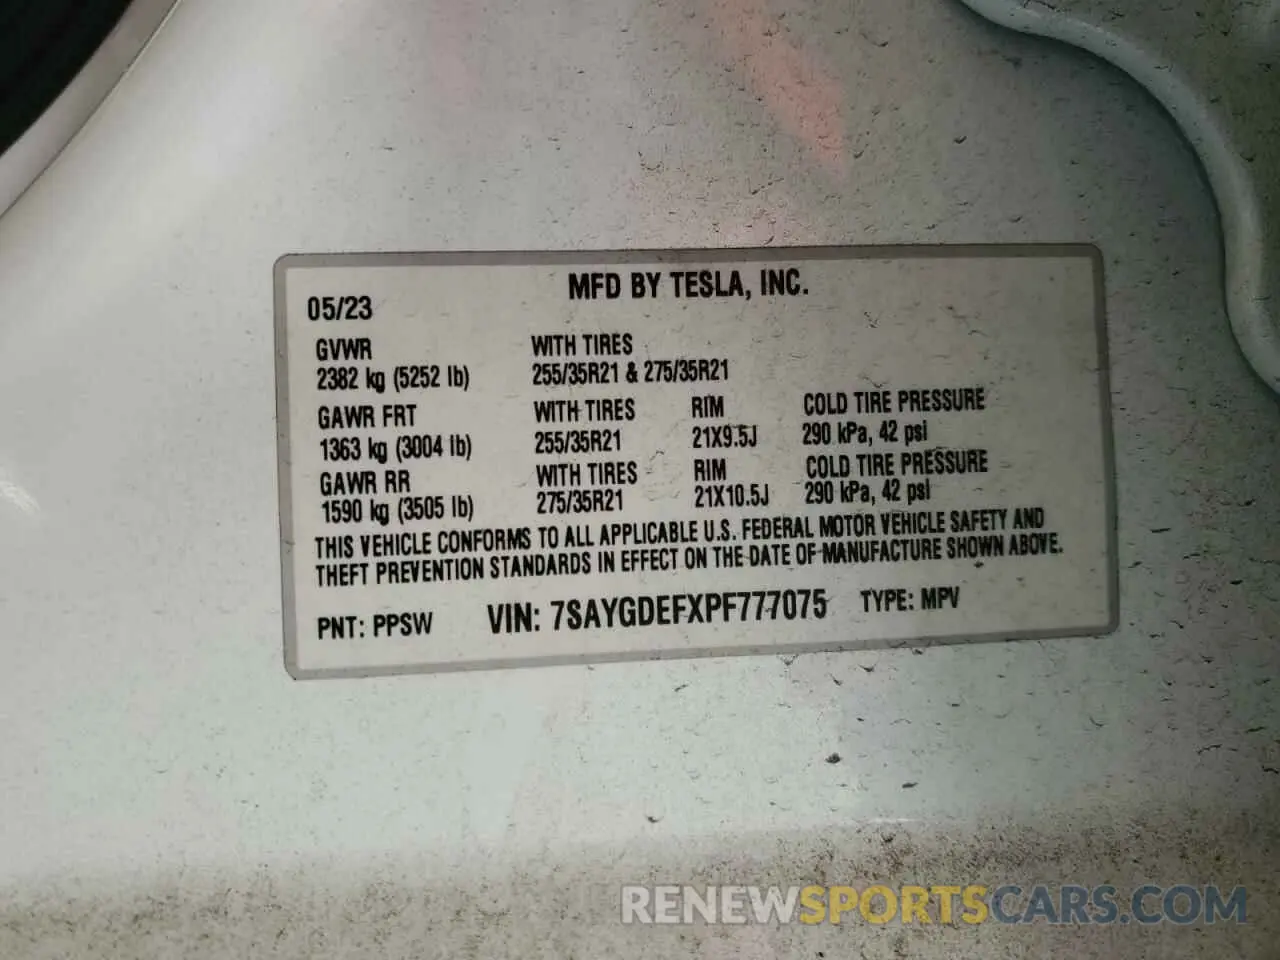 MFD BY TESLA, INC.
05/23
GVWR WITH TIRES
2382 kg (5252 lb) 255/35R21 & 275/35R21
GAWR FRT WITH TIRES RIM COLD TIRE PRESSURE
1363 kg (3004 lb) 255/35R21 21X9.5J 290 kPa, 42 psi
GAWR RR WITH TIRES RIM COLD TIRE PRESSURE
1590 kg (3505 lb) 275/35R21 21X10.5J 290 kPa, 42 psi
THIS VEHICLE CONFORMS TO ALL APPLICABLE U.S. FEDERAL MOTOR VEHICLE SAFETY AND
THEFT PREVENTION STANDARDS IN EFFECT ON THE DATE OF MANUFACTURE SHOWN ABOVE.
PNT: PPSW VIN: 7SAYGDEFXPF777075 TYPE: MPV
RENEWSPORTSCARS.COM